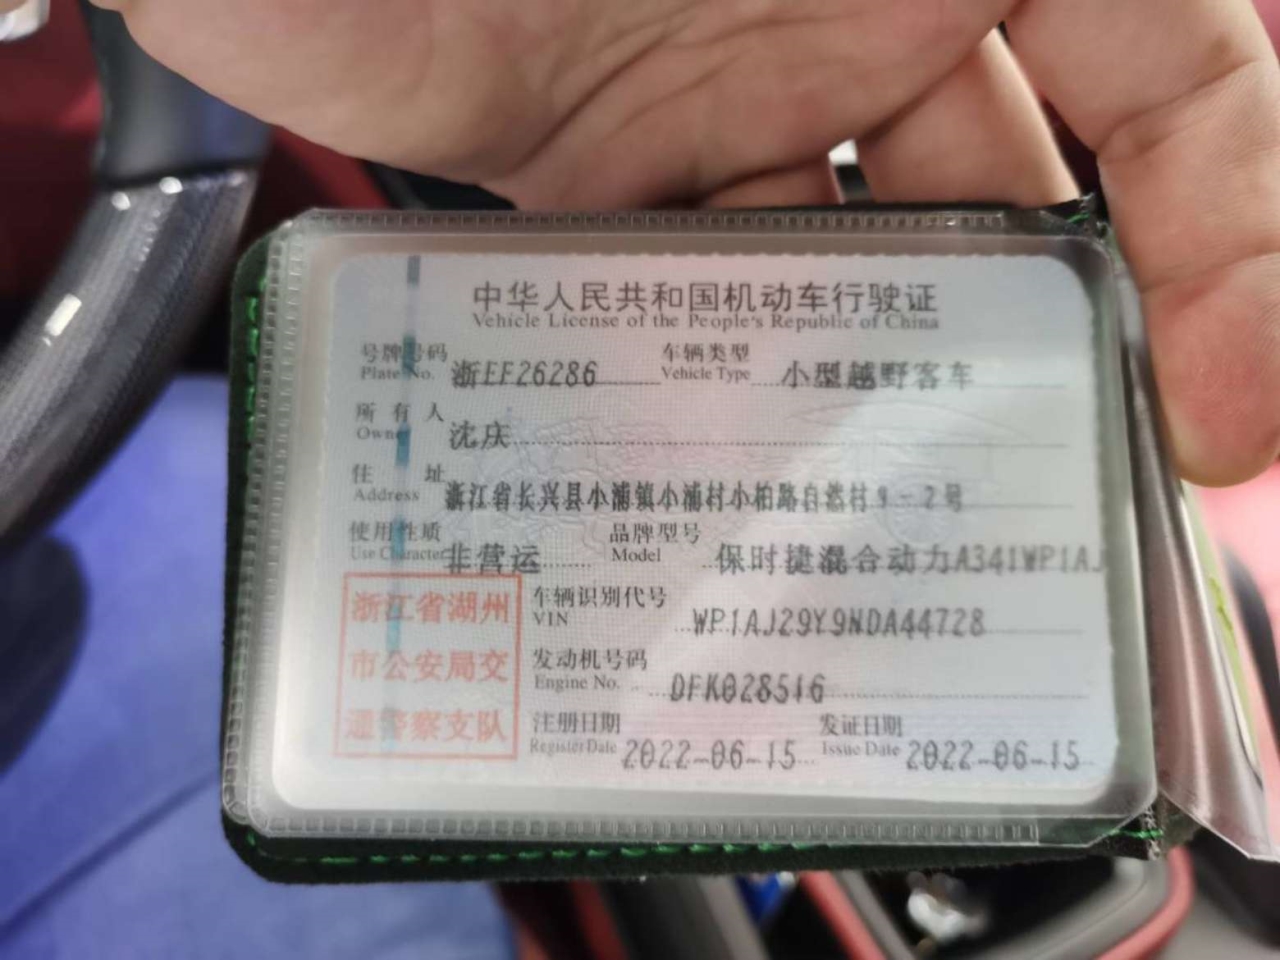 中华人民共和国机动车行驶证
Vehicle License of the People's Republic of China
号牌号码 浙EF26286 车辆类型 小型越野客车
Plate No. Vehicle Type
所有人 沈庆
Owner
住址 浙江省长兴县小浦镇小浦村小柏路自然村9-2号
Address
使用性质 非营运 品牌型号 保时捷混合动力A341WP1AJ
Use Character Model
浙江省湖州
市公安局交
通警察支队
车辆识别代号 WP1AJ29Y9NDA44728
VIN
发动机号码 DFK028516
Engine No.
注册日期 2022-06-15 发证日期 2022-06-15
Register Date Issue Date